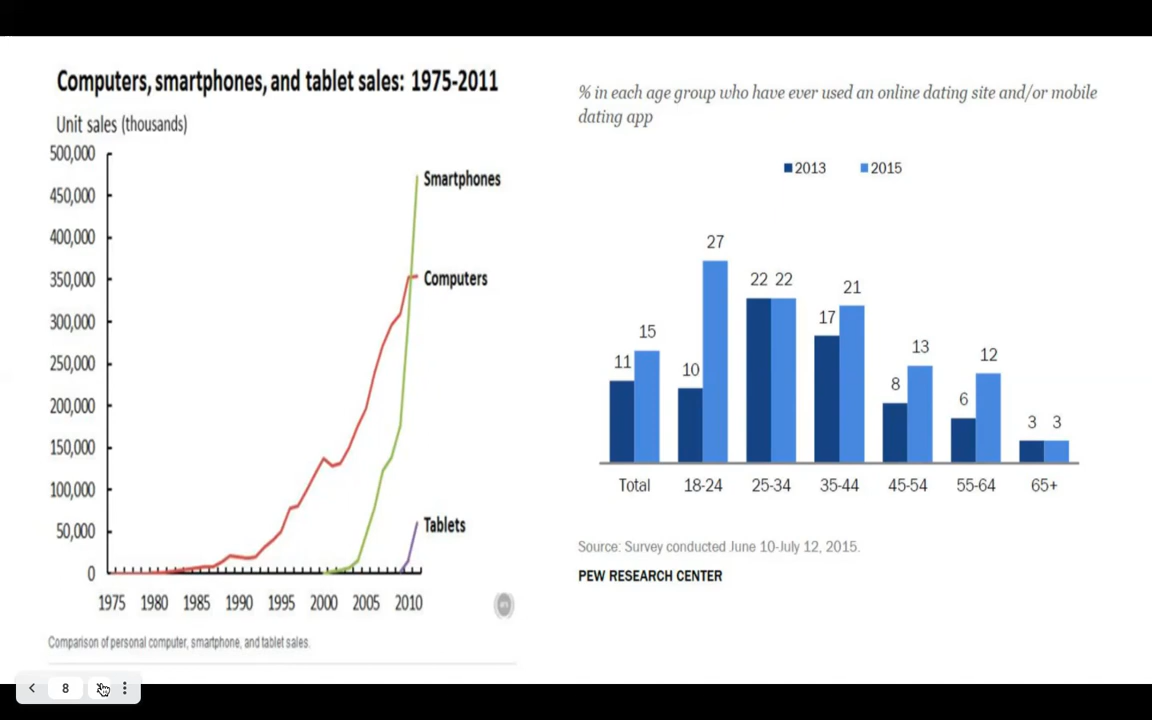 Computers, smartphones, and tablet sales: 1975-2011
Unit sales (thousands)
500,000
450,000
400,000
350,000
300,000
250,000
200,000
150,000
100,000
50,000
0
Smartphones
Computers
Tablets
1975 1980 1985 1990 1995 2000 2005 2010
Comparison of personal computer, smartphone, and tablet sales.
% in each age group who have ever used an online dating site and/or mobile
dating app
2013 2015
11 15 10 27 22 22 17 21 8 13 6 12 3 3
Total 18-24 25-34 35-44 45-54 55-64 65+
Source: Survey conducted June 10-July 12, 2015.
PEW RESEARCH CENTER
8